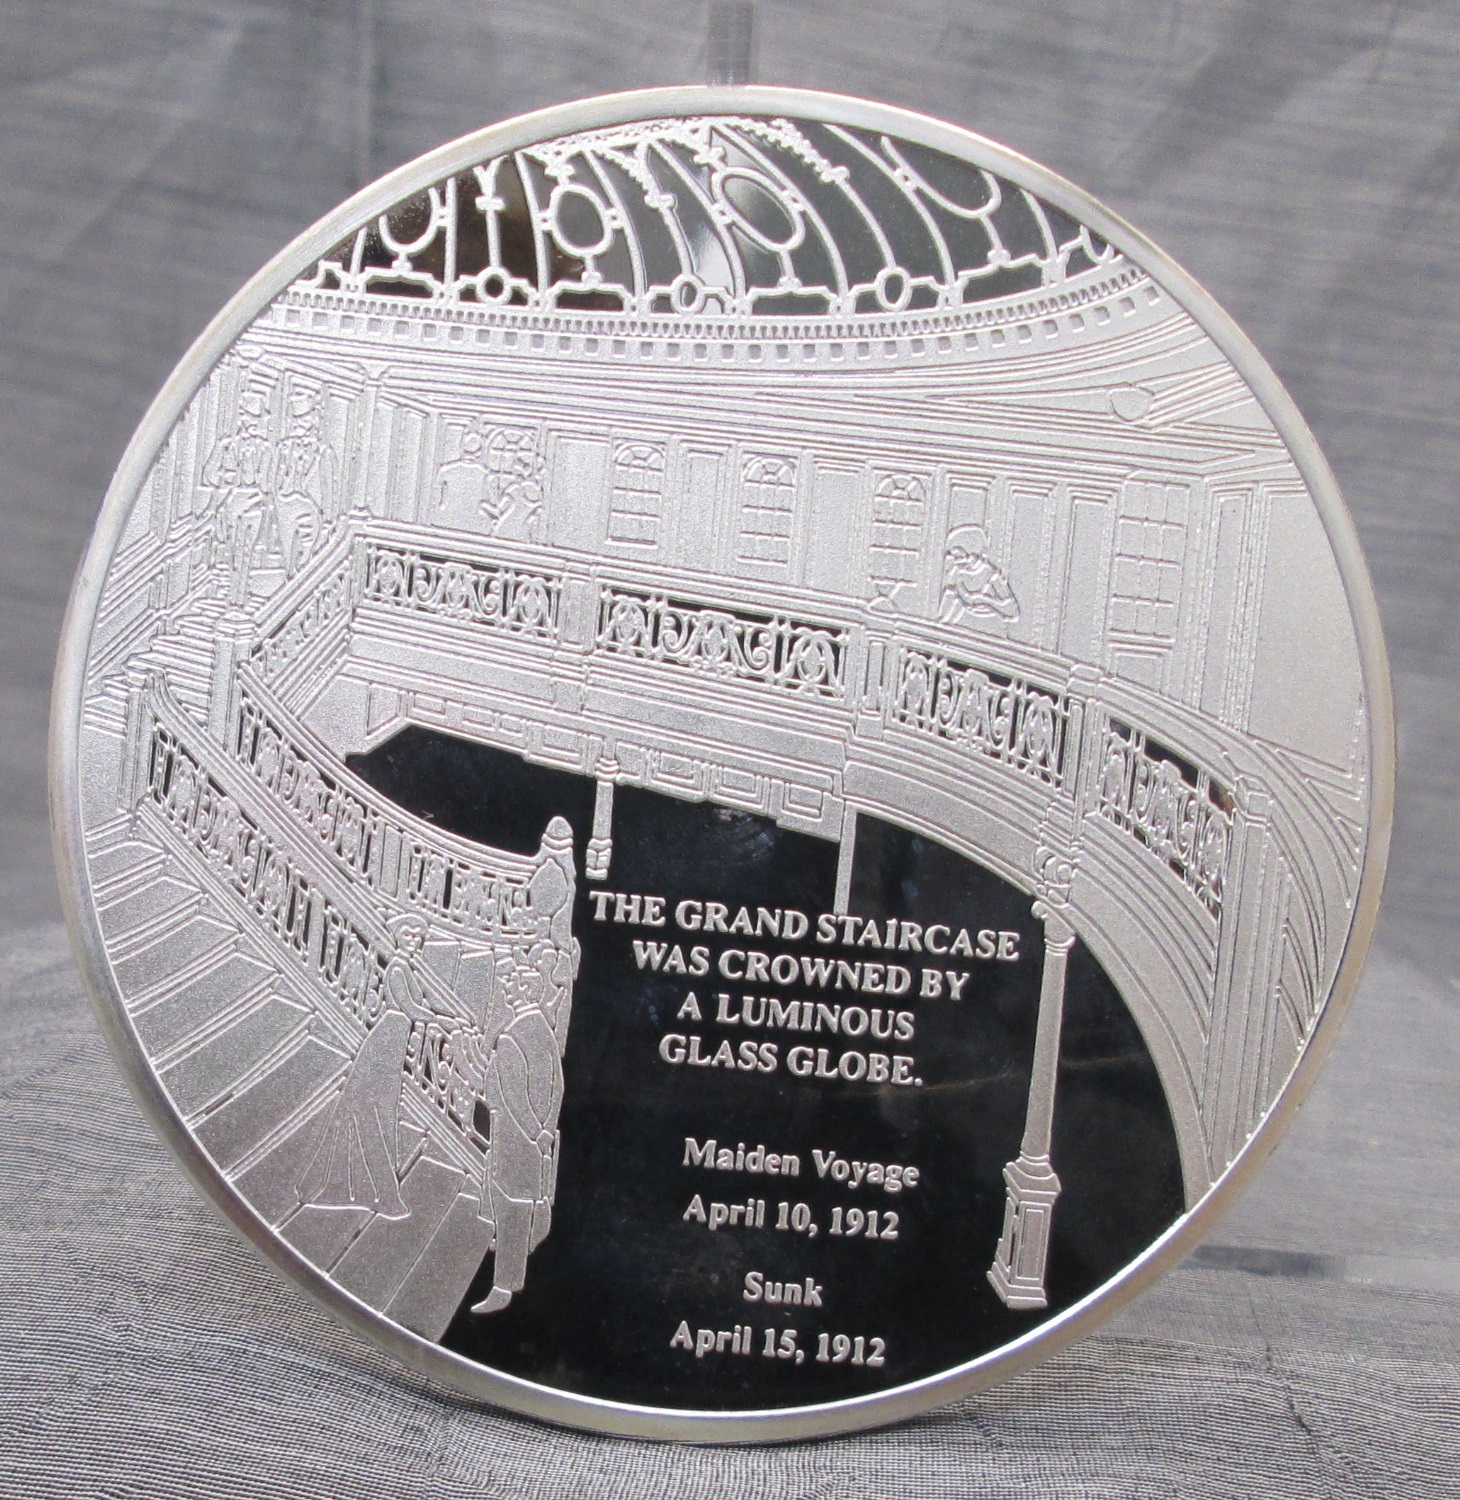 THE GRAND STAiRCASE
WAS CROWNED BY
A LUMINOUS
GLASS GLOBE.
Maiden Voyage
April 10, 1912
Sunk
April 15, 1912